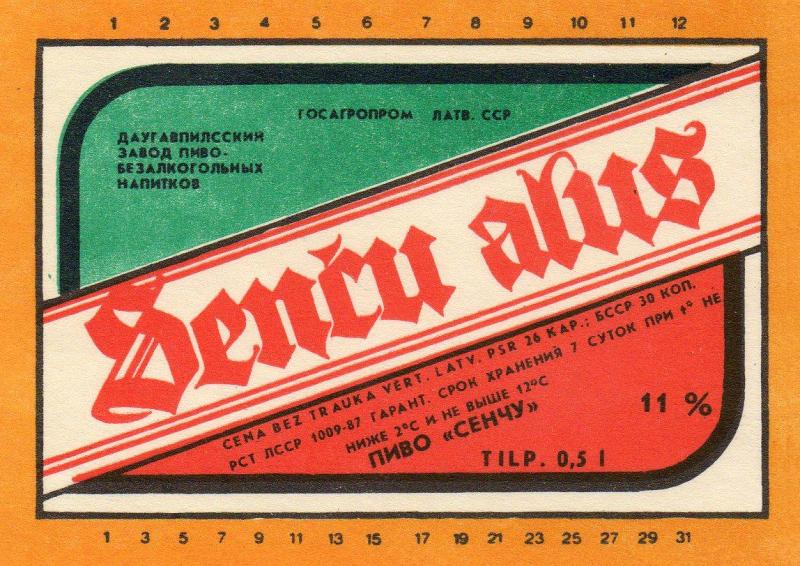 1 2 3 4 5 6 7 8 9 10 11 12
ГОСАГРОПРОМ ЛАТВ. ССР
ДАУГАВПИЛССКИЙ
ЗАВОД ПИВО-
БЕЗАЛКОГОЛЬНЫХ
НАПИТКОВ
Senču alus
CENA BEZ TRAUKA VERT. LATV. PSR 26 KAP.; БССР 30 КОП.
РСТ ЛССР 1009-87 ГАРАНТ. СРОК ХРАНЕНИЯ 7 СУТОК ПРИ t° НЕ
НИЖЕ 2°С И НЕ ВЫШЕ 12°С
ПИВО «СЕНЧУ»
11 %
TILP. 0,5 l
1 3 5 7 9 11 13 15 17 19 21 23 25 27 29 31